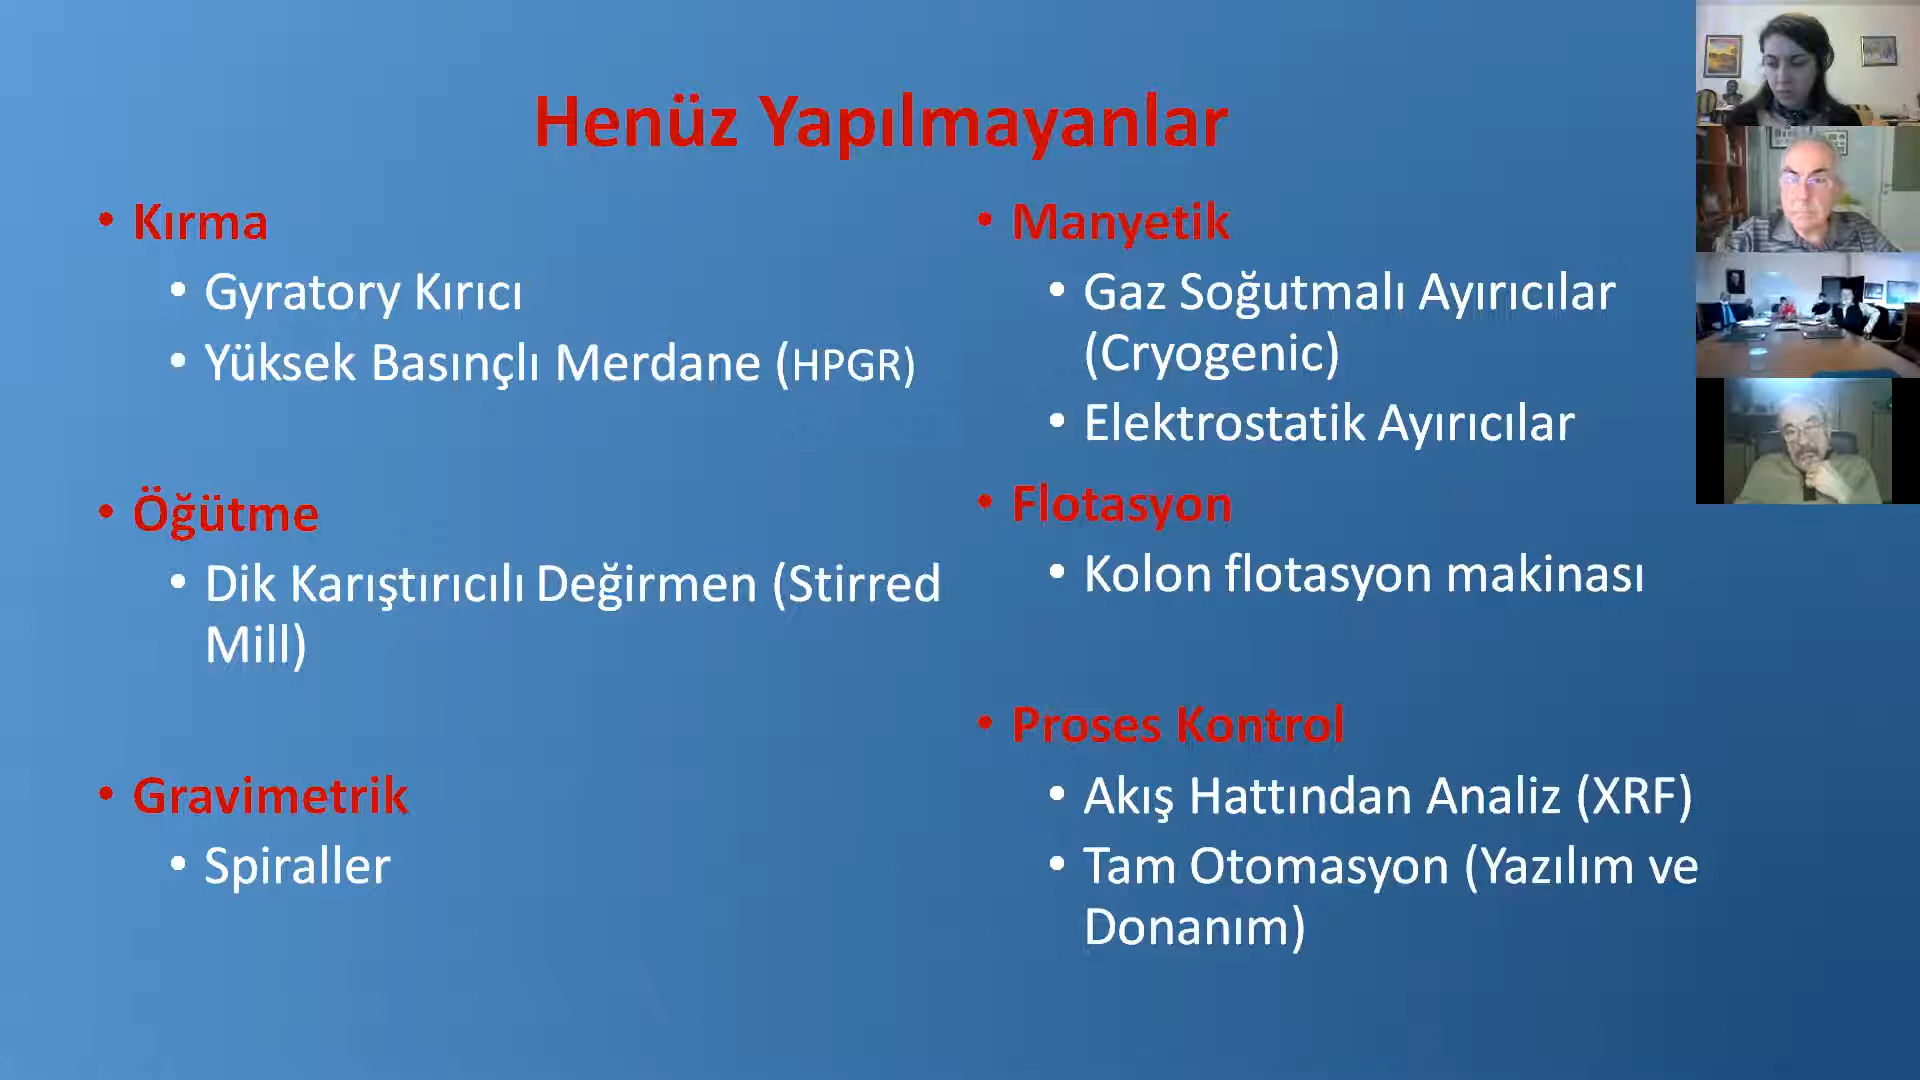 Henüz Yapılmayanlar
• Kırma
• Gyratory Kırıcı
• Yüksek Basınçlı Merdane (HPGR)
• Öğütme
• Dik Karıştırıcılı Değirmen (Stirred
Mill)
• Gravimetrik
• Spiraller
• Manyetik
• Gaz Soğutmalı Ayırıcılar
(Cryogenic)
• Elektrostatik Ayırıcılar
• Flotasyon
• Kolon flotasyon makinası
• Proses Kontrol
• Akış Hattından Analiz (XRF)
• Tam Otomasyon (Yazılım ve
Donanım)